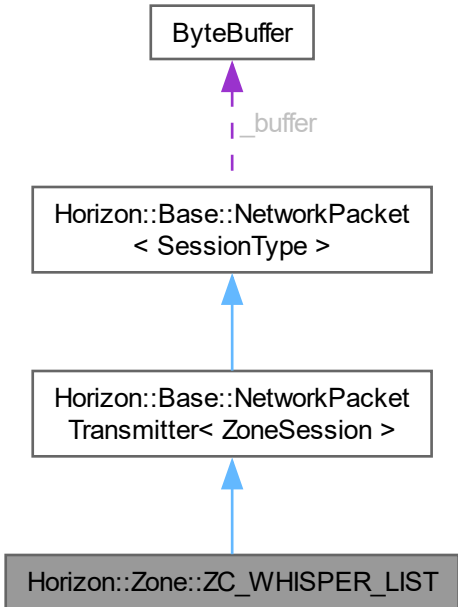 ByteBuffer
_buffer
Horizon::Base::NetworkPacket
< SessionType >
Horizon::Base::NetworkPacket
Transmitter< ZoneSession >
Horizon::Zone::ZC_WHISPER_LIST